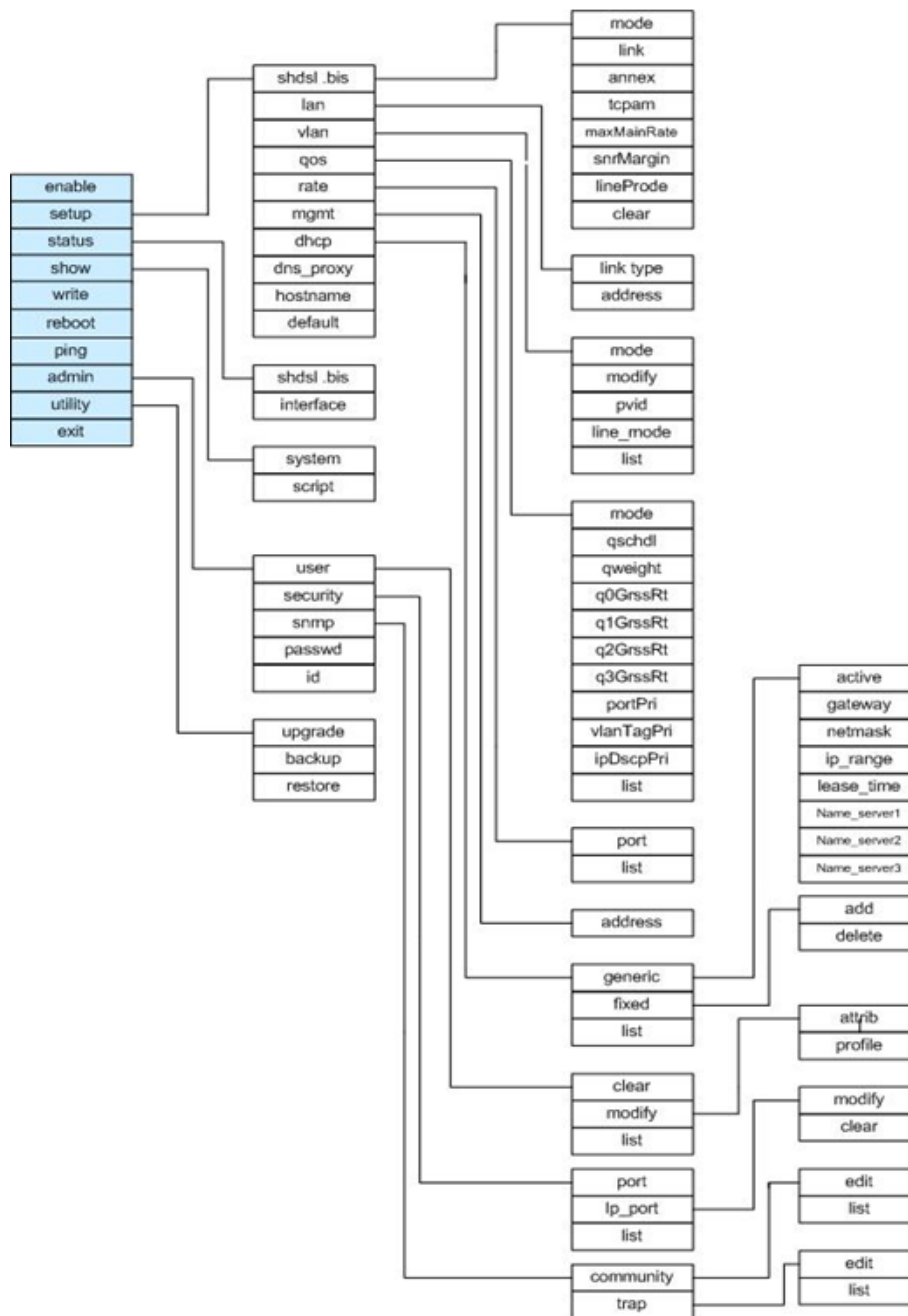 enable
setup
status
show
write
reboot
ping
admin
utility
exit
shdsl .bis
lan
vlan
qos
rate
mgmt
dhcp
dns_proxy
hostname
default
shdsl .bis
interface
system
script
user
security
snmp
passwd
id
upgrade
backup
restore
mode
link
annex
tcpam
maxMainRate
snrMargin
lineProde
clear
link type
address
mode
modify
pvid
line_mode
list
mode
qschdl
qweight
q0GrssRt
q1GrssRt
q2GrssRt
q3GrssRt
portPri
vlanTagPri
ipDscpPri
list
port
list
address
generic
fixed
list
clear
modify
list
port
lp_port
list
community
trap
active
gateway
netmask
ip_range
lease_time
Name_server1
Name_server2
Name_server3
add
delete
attrib
profile
modify
clear
edit
list
edit
list